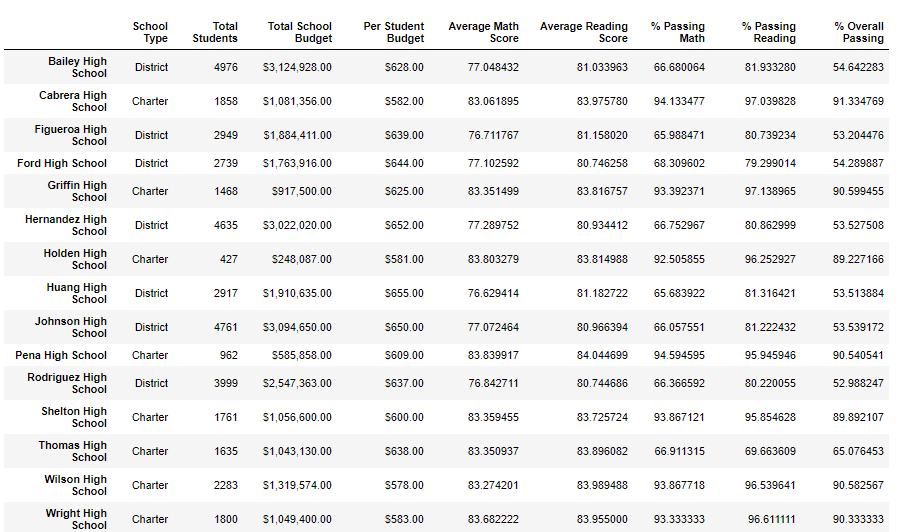 School Type Total Students Total School Budget Per Student Budget Average Math Score Average Reading Score % Passing Math % Passing Reading % Overall Passing
Bailey High School District 4976 $3,124,928.00 $628.00 77.048432 81.033963 66.680064 81.933280 54.642283
Cabrera High School Charter 1858 $1,081,356.00 $582.00 83.061895 83.975780 94.133477 97.039828 91.334769
Figueroa High School District 2949 $1,884,411.00 $639.00 76.711767 81.158020 65.988471 80.739234 53.204476
Ford High School District 2739 $1,763,916.00 $644.00 77.102592 80.746258 68.309602 79.299014 54.289887
Griffin High School Charter 1468 $917,500.00 $625.00 83.351499 83.816757 93.392371 97.138965 90.599455
Hernandez High School District 4635 $3,022,020.00 $652.00 77.289752 80.934412 66.752967 80.862999 53.527508
Holden High School Charter 427 $248,087.00 $581.00 83.803279 83.814988 92.505855 96.252927 89.227166
Huang High School District 2917 $1,910,635.00 $655.00 76.629414 81.182722 65.683922 81.316421 53.513884
Johnson High School District 4761 $3,094,650.00 $650.00 77.072464 80.966394 66.057551 81.222432 53.539172
Pena High School Charter 962 $585,858.00 $609.00 83.839917 84.044699 94.594595 95.945946 90.540541
Rodriguez High School District 3999 $2,547,363.00 $637.00 76.842711 80.744686 66.366592 80.220055 52.988247
Shelton High School Charter 1761 $1,056,600.00 $600.00 83.359455 83.725724 93.867121 95.854628 89.892107
Thomas High School Charter 1635 $1,043,130.00 $638.00 83.350937 83.896082 66.911315 69.663609 65.076453
Wilson High School Charter 2283 $1,319,574.00 $578.00 83.274201 83.989488 93.867718 96.539641 90.582567
Wright High School Charter 1800 $1,049,400.00 $583.00 83.682222 83.955000 93.333333 96.611111 90.333333